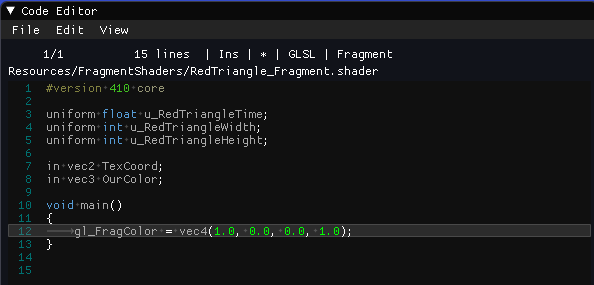 ▼ Code Editor
File Edit View
1/1 15 lines | Ins | * | GLSL | Fragment
Resources/FragmentShaders/RedTriangle_Fragment.shader
1 #version 410 core
2
3 uniform float u_RedTriangleTime;
4 uniform int u_RedTriangleWidth;
5 uniform int u_RedTriangleHeight;
6
7 in vec2 TexCoord;
8 in vec3 OurColor;
9
10 void main()
11 {
12 gl_FragColor = vec4(1.0, 0.0, 0.0, 1.0);
13 }
14
15